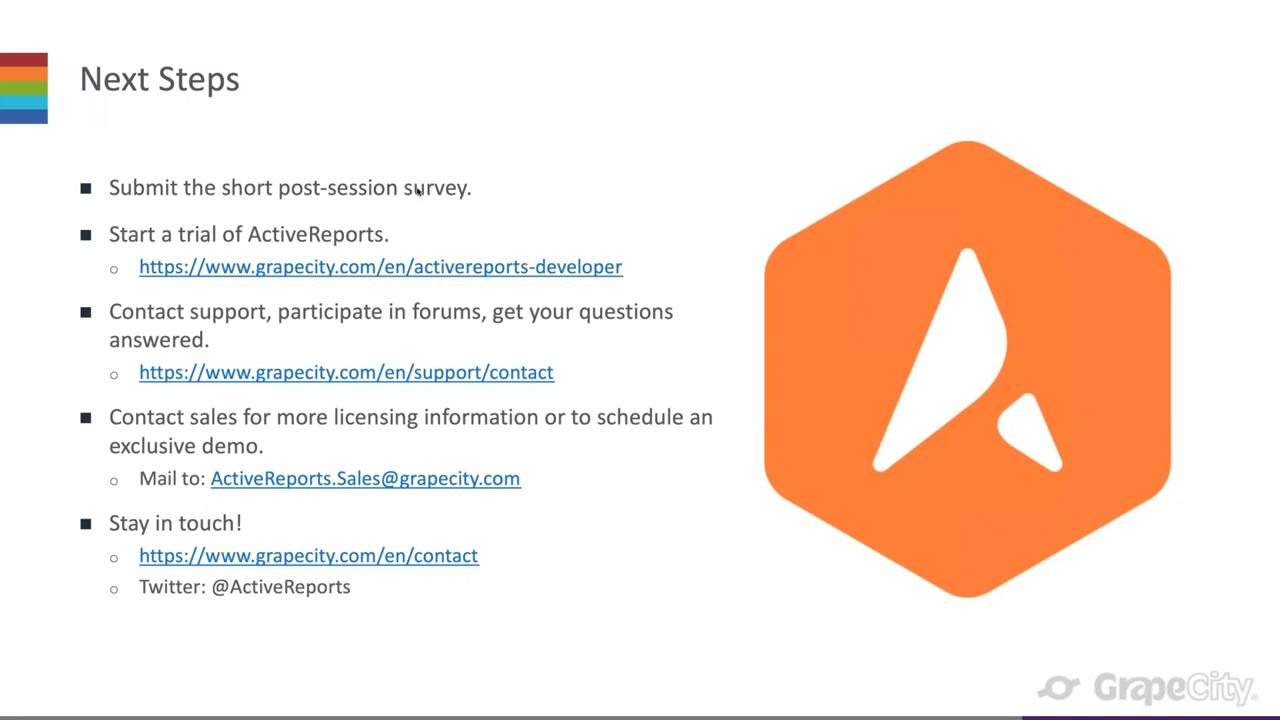 Next Steps
Submit the short post-session survey.
Start a trial of ActiveReports.
https://www.grapecity.com/en/activereports-developer
Contact support, participate in forums, get your questions
answered.
https://www.grapecity.com/en/support/contact
Contact sales for more licensing information or to schedule an
exclusive demo.
Mail to: ActiveReports.Sales@grapecity.com
Stay in touch!
https://www.grapecity.com/en/contact
Twitter: @ActiveReports
GrapeCity.